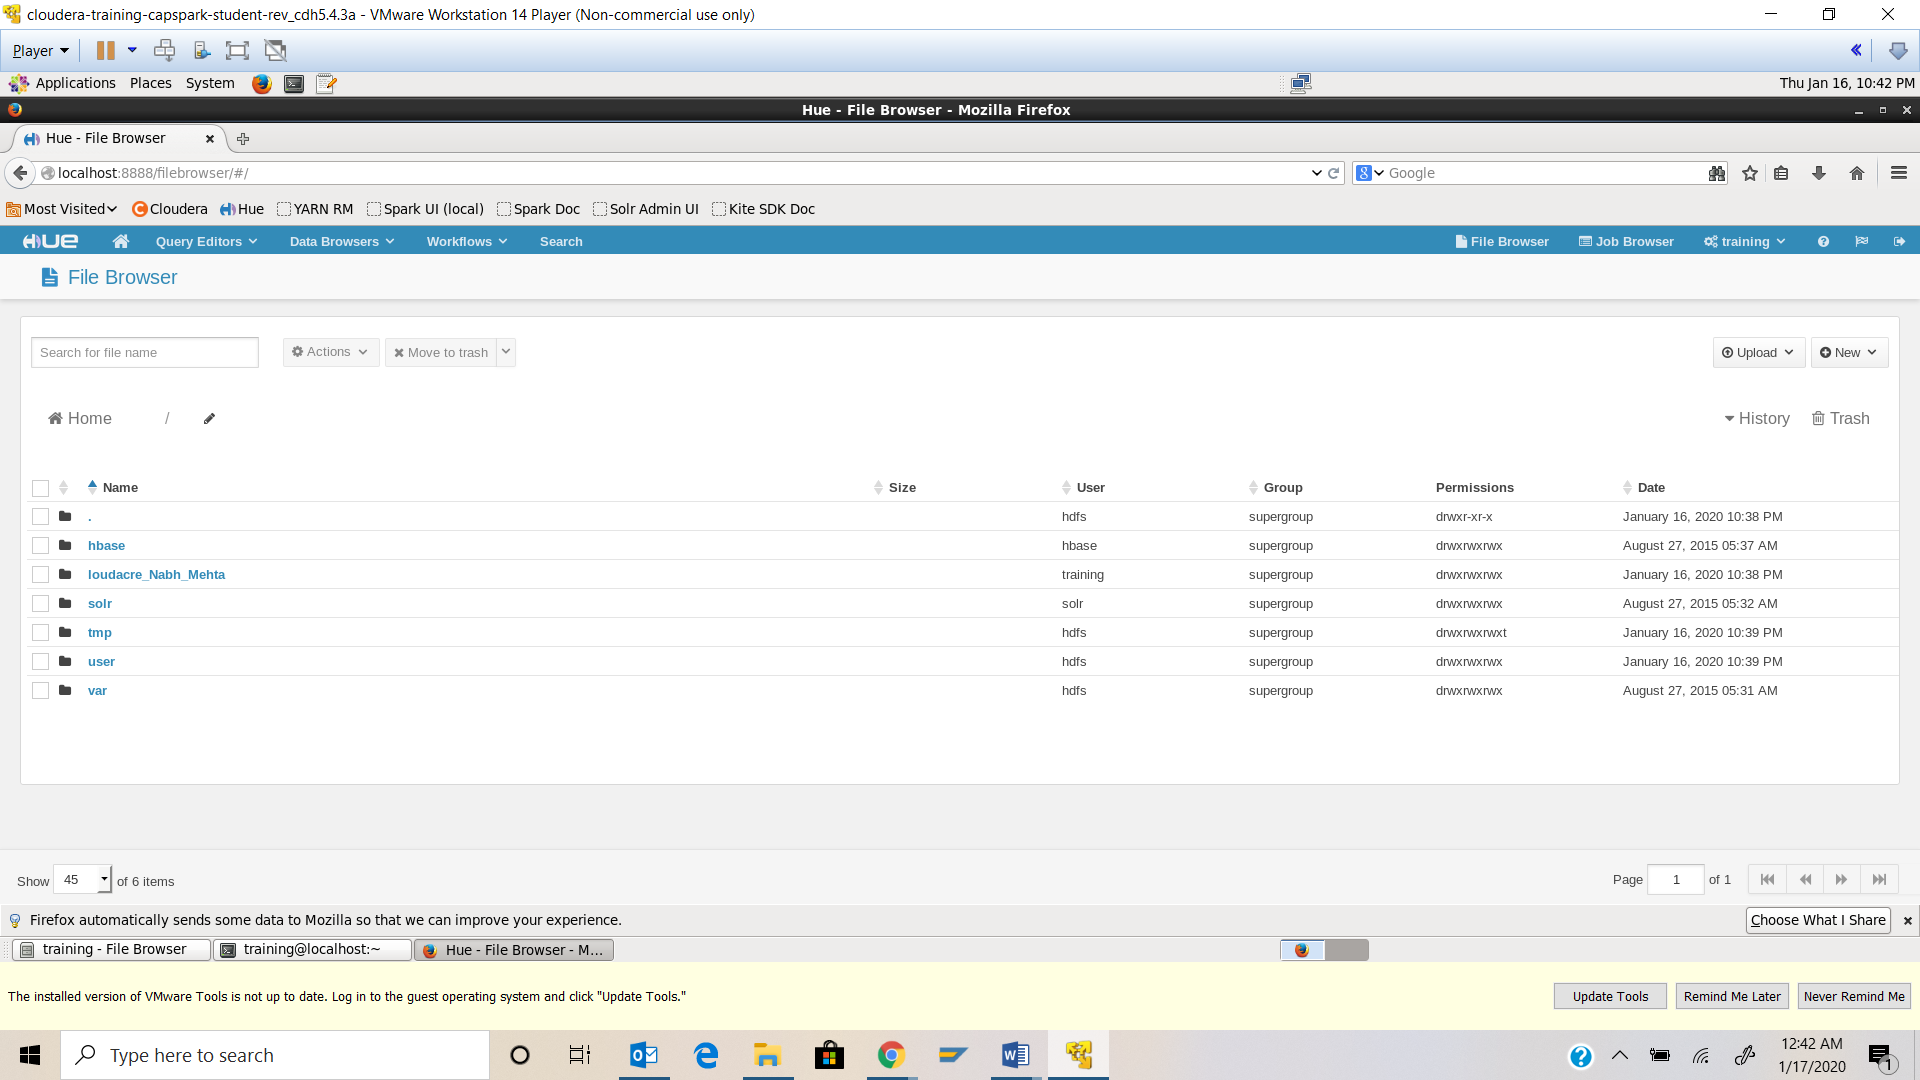 cloudera-training-capspark-student-rev_cdh5.4.3a - VMware Workstation 14 Player (Non-commercial use only)
Player
Applications Places System Thu Jan 16, 10:42 PM
Hue - File Browser - Mozilla Firefox
Hue - File Browser
localhost:8888/filebrowser/#/ Google
Most Visited Cloudera Hue YARN RM Spark UI (local) Spark Doc Solr Admin UI Kite SDK Doc
HUE Query Editors Data Browsers Workflows Search File Browser Job Browser training
File Browser
Search for file name Actions Move to trash Upload New
Home / History Trash
Name Size User Group Permissions Date
. hdfs supergroup drwxr-xr-x January 16, 2020 10:38 PM
hbase hbase supergroup drwxrwxrwx August 27, 2015 05:37 AM
loudacre_Nabh_Mehta training supergroup drwxrwxrwx January 16, 2020 10:38 PM
solr solr supergroup drwxrwxrwx August 27, 2015 05:32 AM
tmp hdfs supergroup drwxrwxrwt January 16, 2020 10:39 PM
user hdfs supergroup drwxrwxrwx January 16, 2020 10:39 PM
var hdfs supergroup drwxrwxrwx August 27, 2015 05:31 AM
Show 45 of 6 items Page 1 of 1
Firefox automatically sends some data to Mozilla so that we can improve your experience. Choose What I Share
training - File Browser training@localhost:~ Hue - File Browser - M...
The installed version of VMware Tools is not up to date. Log in to the guest operating system and click "Update Tools." Update Tools Remind Me Later Never Remind Me
Type here to search 12:42 AM
1/17/2020 1